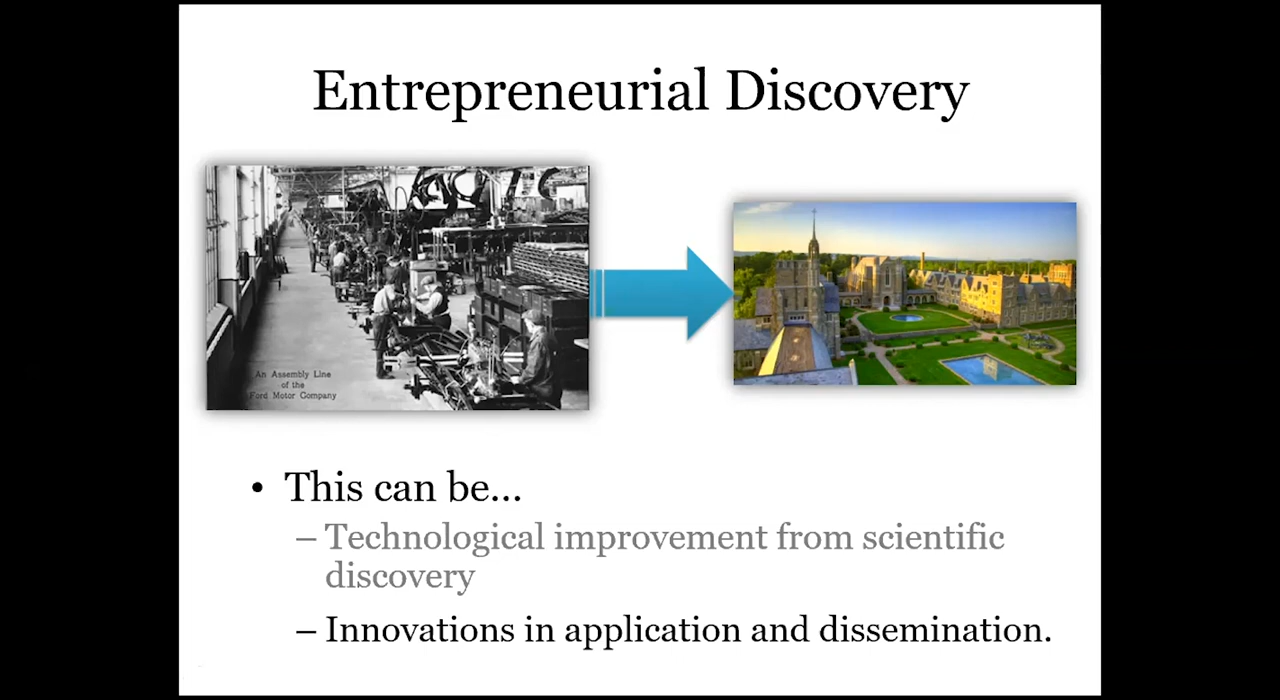 Entrepreneurial Discovery
An Assembly Line
of the
Ford Motor Company
• This can be...
– Technological improvement from scientific
discovery
– Innovations in application and dissemination.